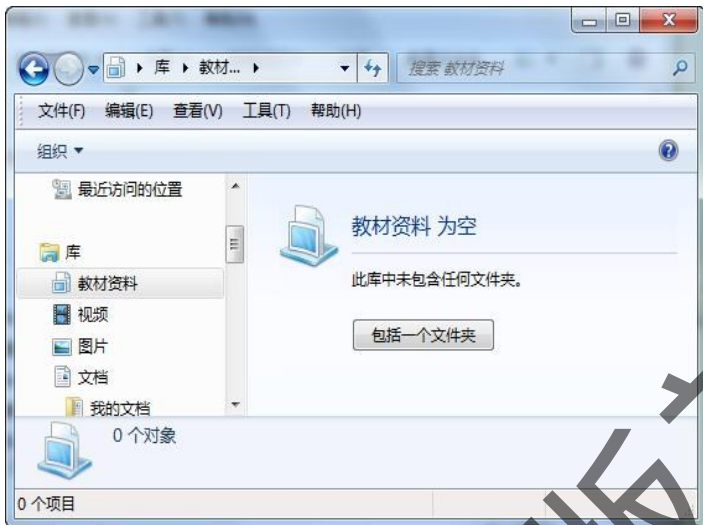 库 教材...
搜索 教材资料
文件(F) 编辑(E) 查看(V) 工具(T) 帮助(H)
组织
最近访问的位置
库
教材资料
视频
图片
文档
我的文档
教材资料 为空
此库中未包含任何文件夹。
包括一个文件夹
0 个对象
0 个项目
版